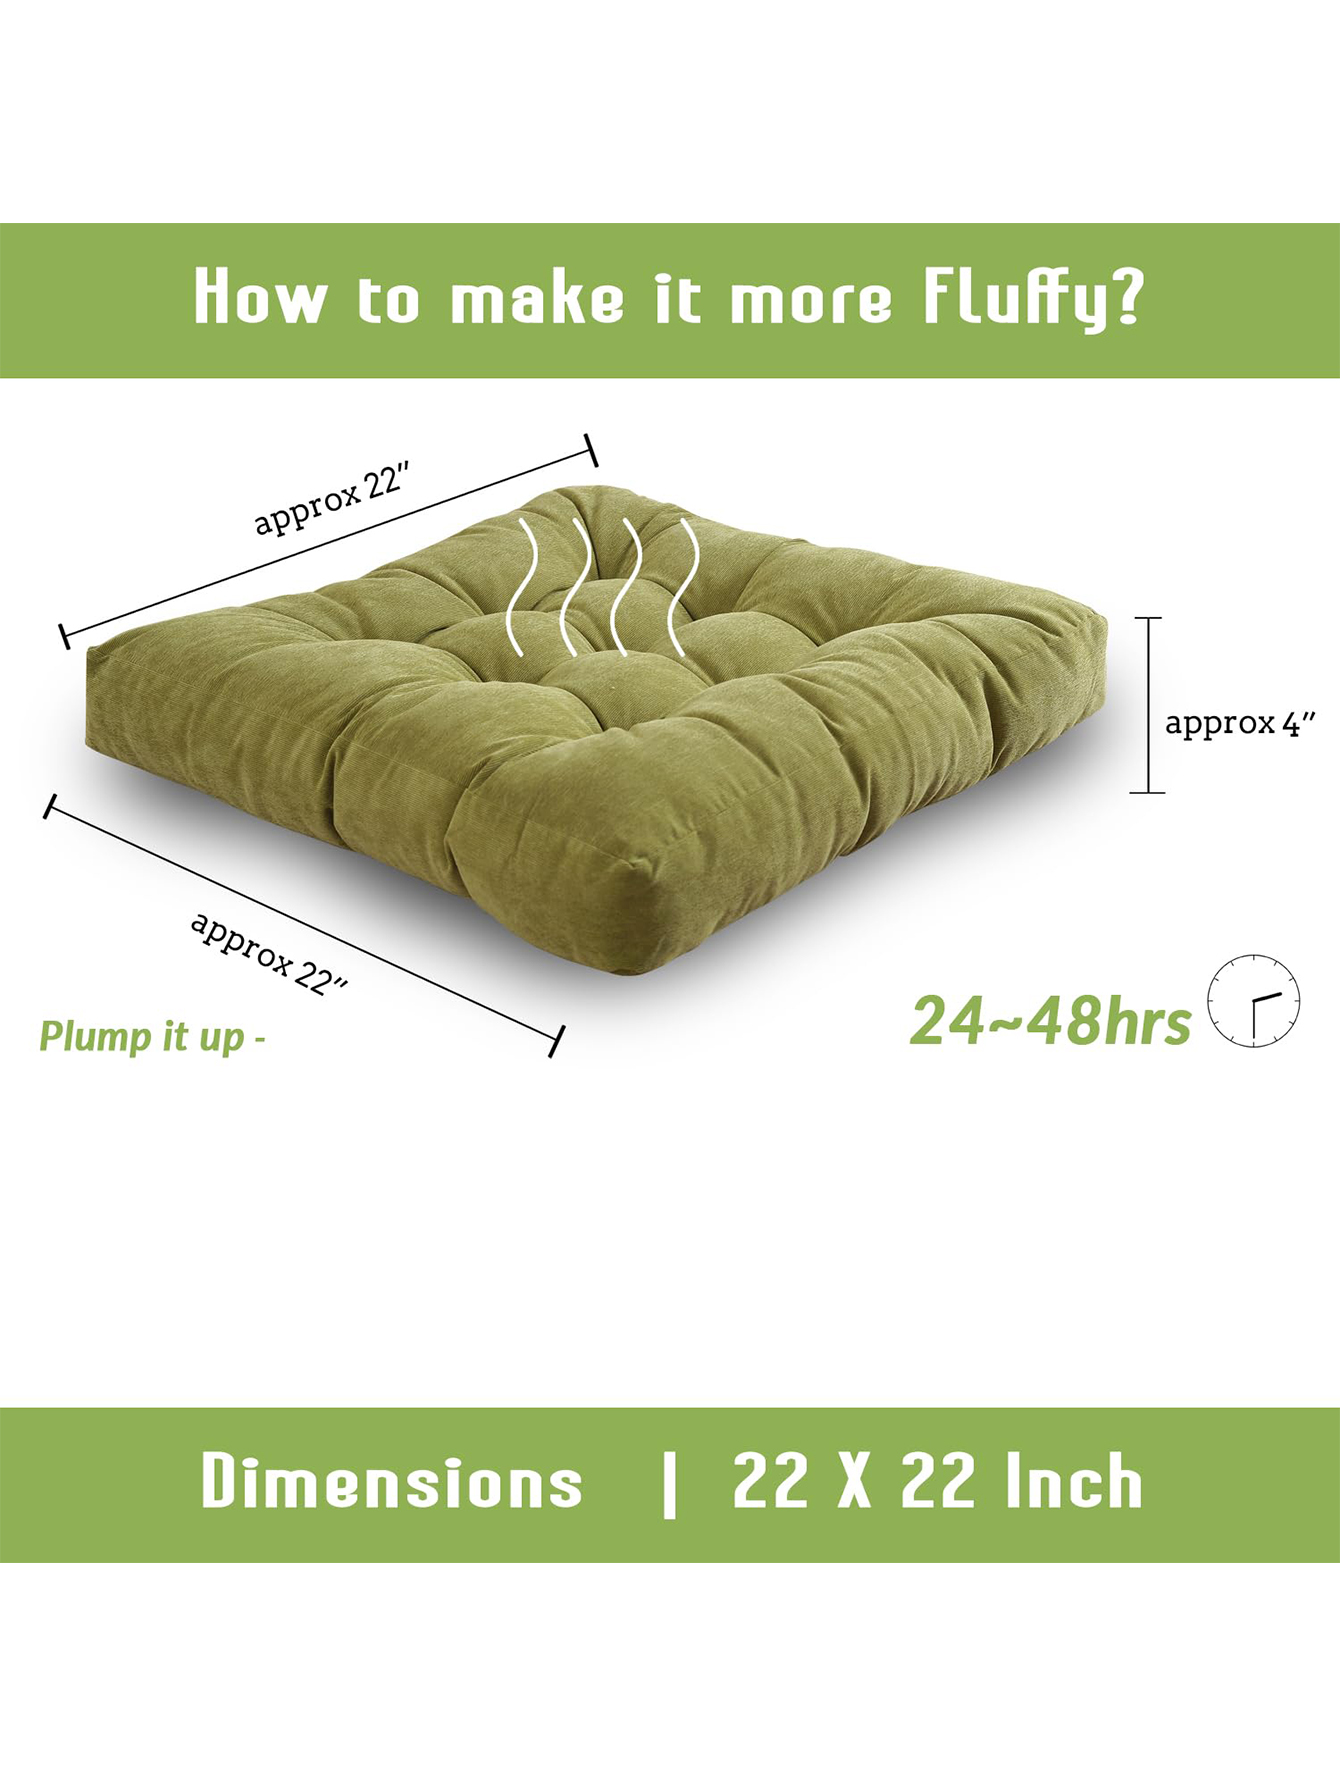 How to make it more Fluffy?
approx 22"
approx 4"
approx 22"
Plump it up -
24~48hrs
Dimensions | 22 X 22 Inch